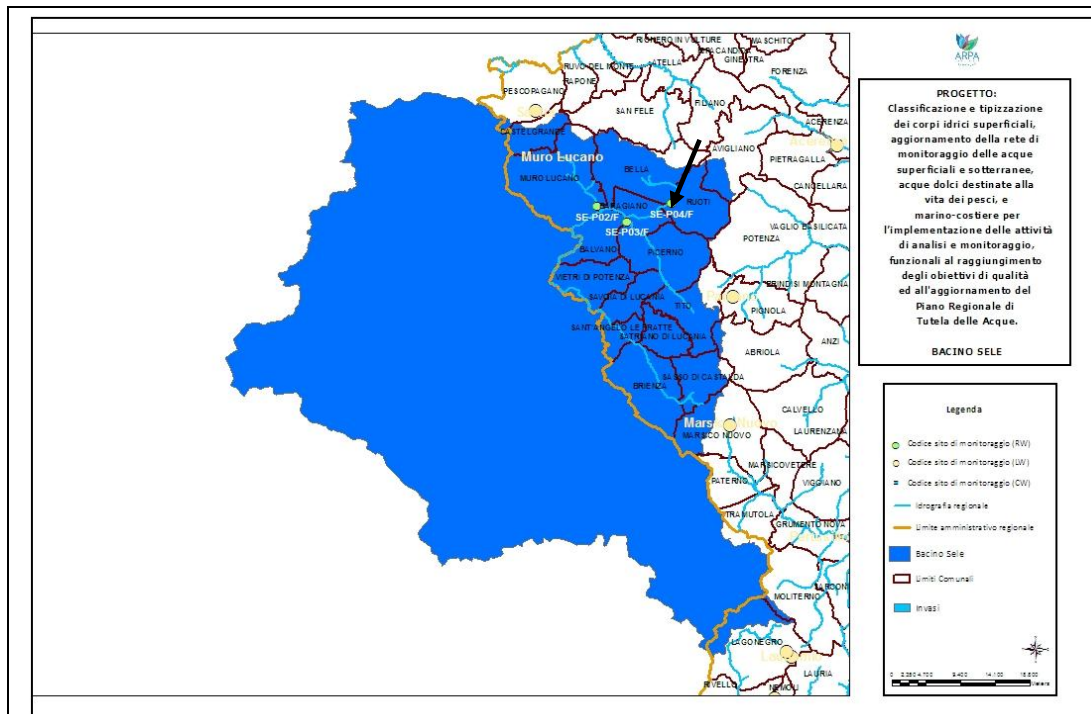 RIONERO IN VULTURE
MASCHITO
GINESTRA
RUVO DEL MONTE
ATELLA
FORENZA
RAPONE
PESCOPAGANO
SAN FELE
FILIANO
ACERENZA
CASTELGRANDE
AVIGLIANO
PIETRAGALLA
Muro Lucano
BELLA
MURO LUCANO
CANCELLARA
BARAGIANO
RUOTI
SE-P02/F
SE-P04/F
SE-P03/F
VAGLIO BASILICATA
POTENZA
BALVANO
PICERNO
VIETRI DI POTENZA
BRINDISI MONTAGNA
SAVOIA DI LUCANIA
TITO
PIGNOLA
SANT'ANGELO LE FRATTE
SATRIANO DI LUCANIA
ANZI
ABRIOLA
SASSO DI CASTALDA
BRIENZA
CALVELLO
LAURENZANA
MARSICO NUOVO
MARSICOVETERE
PATERNO
VIGGIANO
TRAMUTOLA
GRUMENTO NOVA
MOLITERNO
LAGONEGRO
LAURIA
RIVELLO
NEMOLI
ARPA
PROGETTO:
Classificazione e tipizzazione
dei corpi idrici superficiali,
aggiornamento della rete di
monitoraggio delle acque
superficiali e sotterranee,
acque dolci destinate alla
vita dei pesci, e
marino-costiere per
l'implementazione delle attività
di analisi e monitoraggio,
funzionali al raggiungimento
degli obiettivi di qualità
ed all'aggiornamento del
Piano Regionale di
Tutela delle Acque.
BACINO SELE
Legenda
Codice sito di monitoraggio (RW)
Codice sito di monitoraggio (LW)
Codice sito di monitoraggio (CW)
Idrografia regionale
Limite amministrativo regionale
Bacino Sele
Limiti Comunali
Invasi